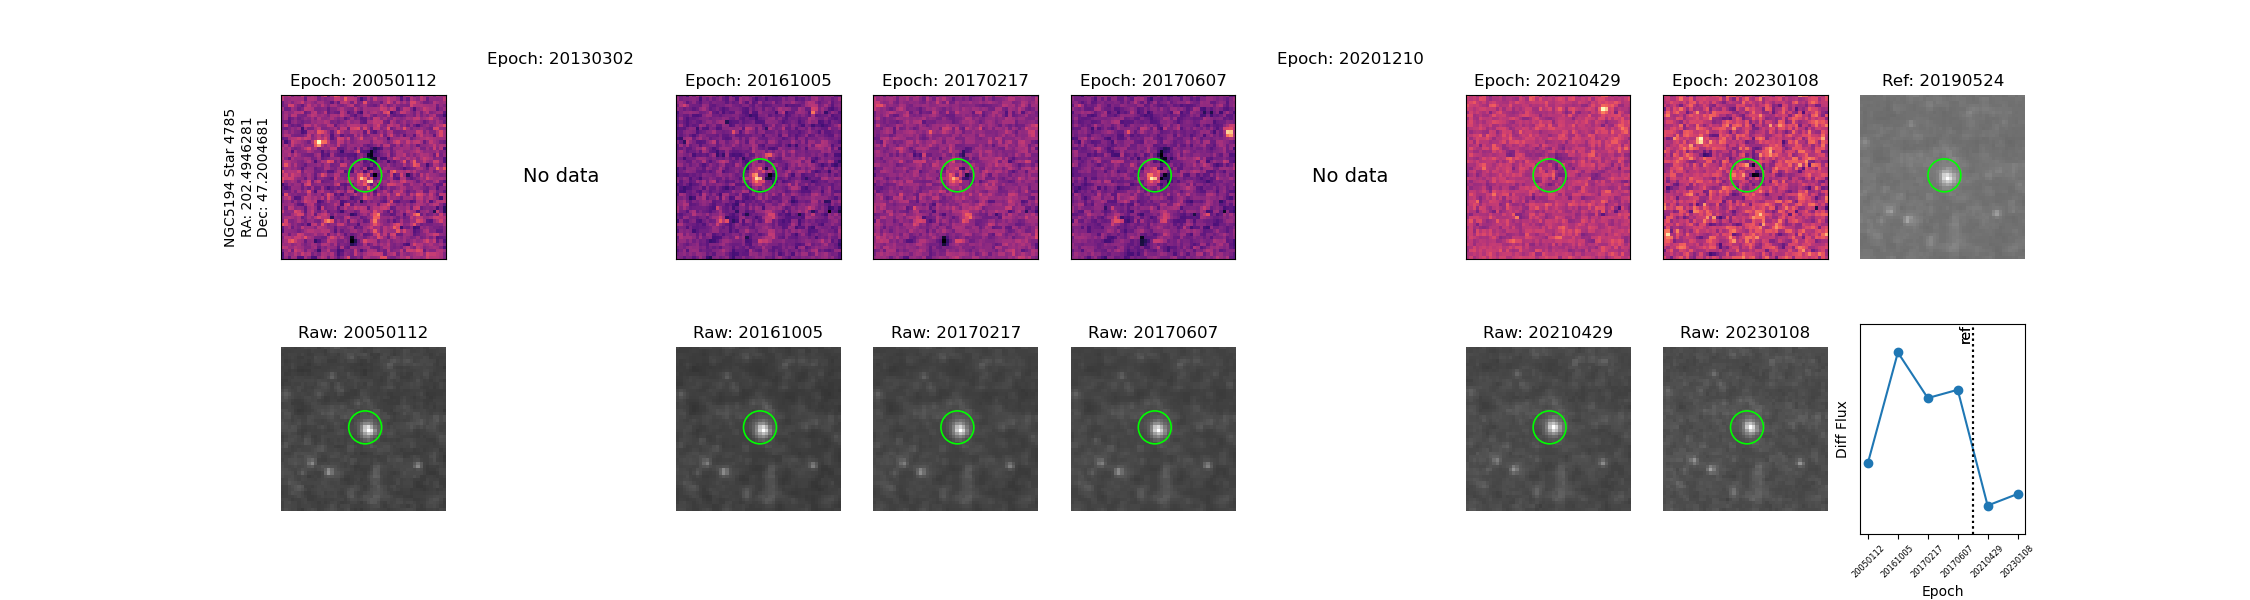 Epoch: 20130302
Epoch: 20201210
Epoch: 20050112
Epoch: 20161005
Epoch: 20170217
Epoch: 20170607
Epoch: 20210429
Epoch: 20230108
Ref: 20190524
NGC5194 Star 4785
RA: 202.4946281
Dec: 47.2004681
No data
No data
Raw: 20050112
Raw: 20161005
Raw: 20170217
Raw: 20170607
Raw: 20210429
Raw: 20230108
ref
Diff Flux
20050112
20161005
20170217
20170607
20210429
20230108
Epoch